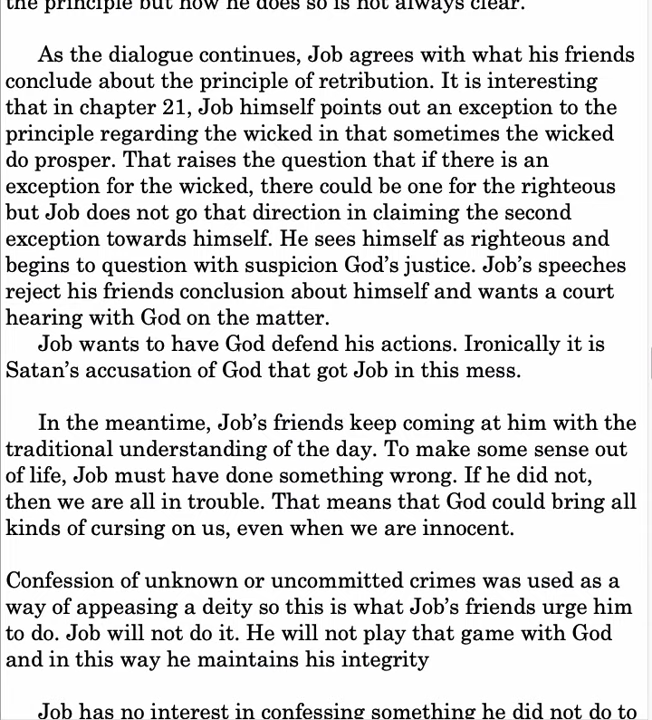 the principle but how he does so is not always clear.
As the dialogue continues, Job agrees with what his friends
conclude about the principle of retribution. It is interesting
that in chapter 21, Job himself points out an exception to the
principle regarding the wicked in that sometimes the wicked
do prosper. That raises the question that if there is an
exception for the wicked, there could be one for the righteous
but Job does not go that direction in claiming the second
exception towards himself. He sees himself as righteous and
begins to question with suspicion God’s justice. Job’s speeches
reject his friends conclusion about himself and wants a court
hearing with God on the matter.
Job wants to have God defend his actions. Ironically it is
Satan’s accusation of God that got Job in this mess.
In the meantime, Job’s friends keep coming at him with the
traditional understanding of the day. To make some sense out
of life, Job must have done something wrong. If he did not,
then we are all in trouble. That means that God could bring all
kinds of cursing on us, even when we are innocent.
Confession of unknown or uncommitted crimes was used as a
way of appeasing a deity so this is what Job’s friends urge him
to do. Job will not do it. He will not play that game with God
and in this way he maintains his integrity
Job has no interest in confessing something he did not do to